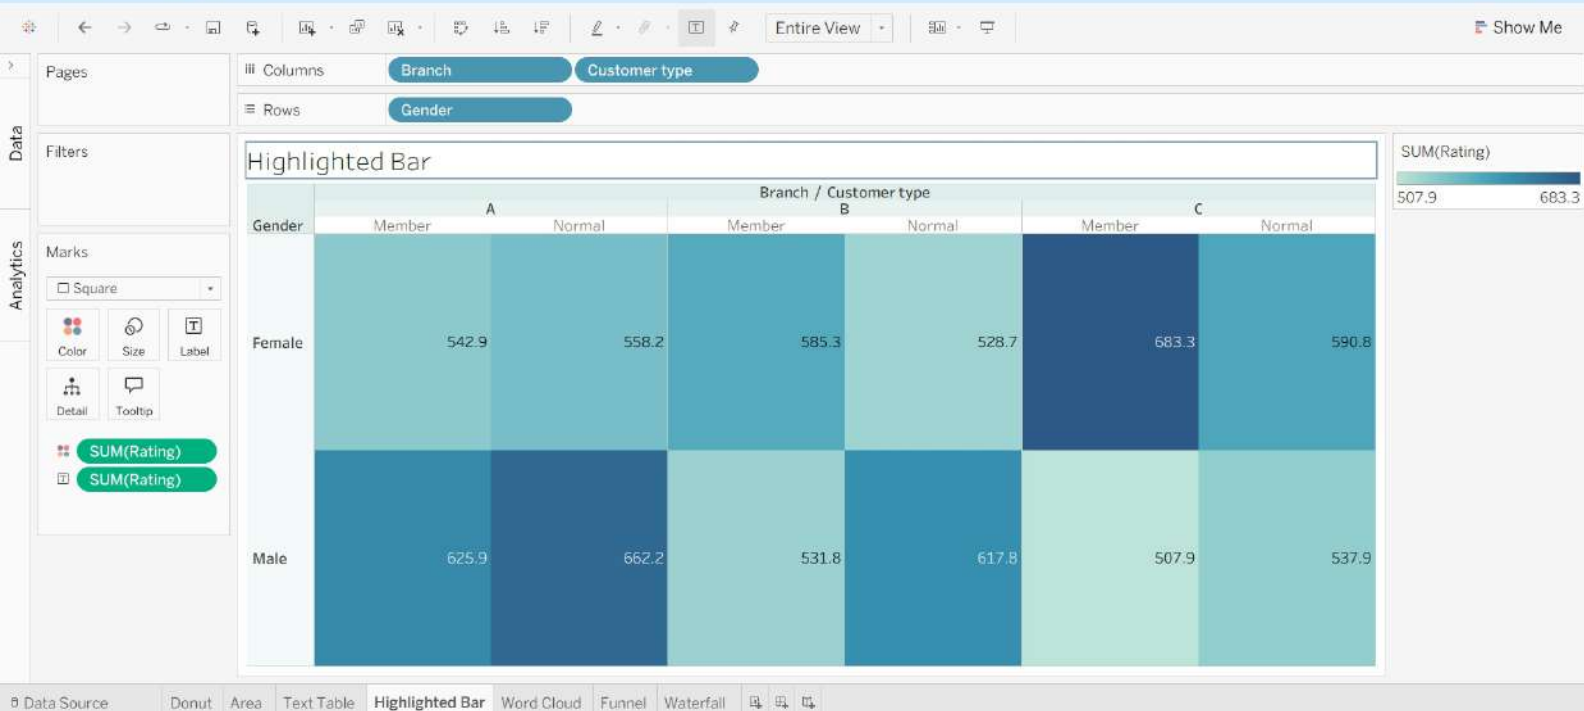 Entire View
Show Me
Pages
Columns
Branch
Customer type
Rows
Gender
Data
Filters
Highlighted Bar
SUM(Rating)
507.9 683.3
Branch / Customer type
A B C
Gender Member Normal Member Normal Member Normal
Analytics
Marks
Square
Color Size Label
Detail Tooltip
SUM(Rating)
SUM(Rating)
Female 542.9 558.2 585.3 528.7 683.3 590.8
Male 625.9 662.2 531.8 617.8 507.9 537.9
Data Source Donut Area Text Table Highlighted Bar Word Cloud Funnel Waterfall